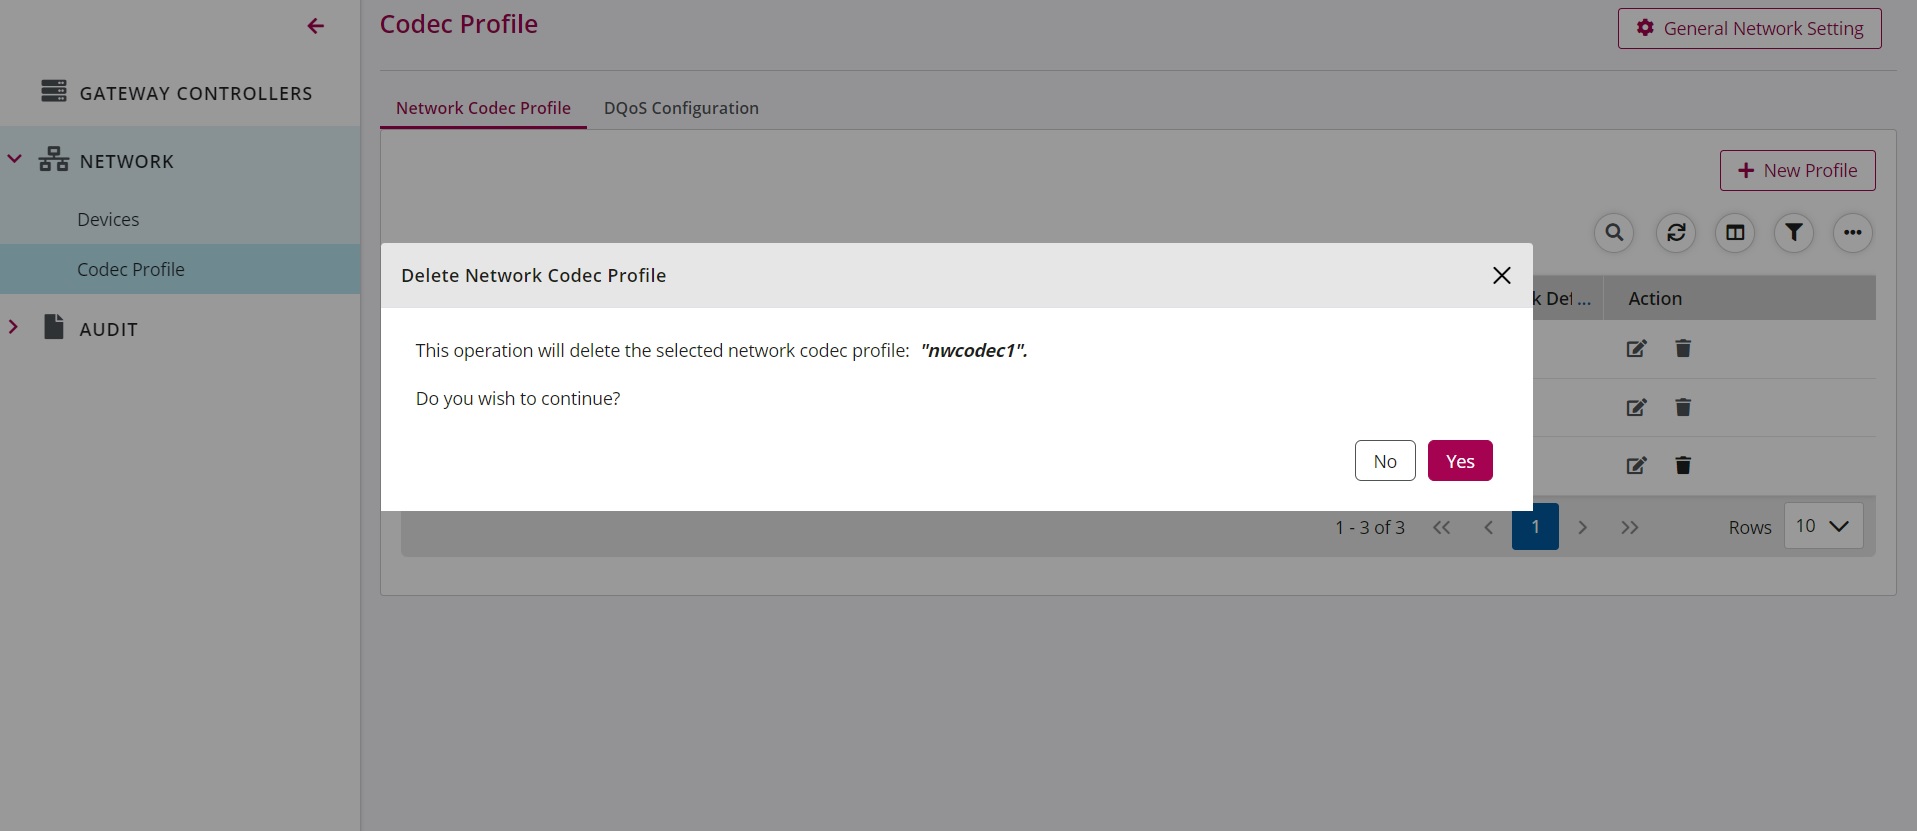 Codec Profile
General Network Setting
GATEWAY CONTROLLERS
Network Codec Profile
DQoS Configuration
NETWORK
New Profile
Devices
Codec Profile
Delete Network Codec Profile
k Def...
Action
AUDIT
This operation will delete the selected network codec profile: "nwcodec1".
Do you wish to continue?
No
Yes
1 - 3 of 3
1
Rows
10